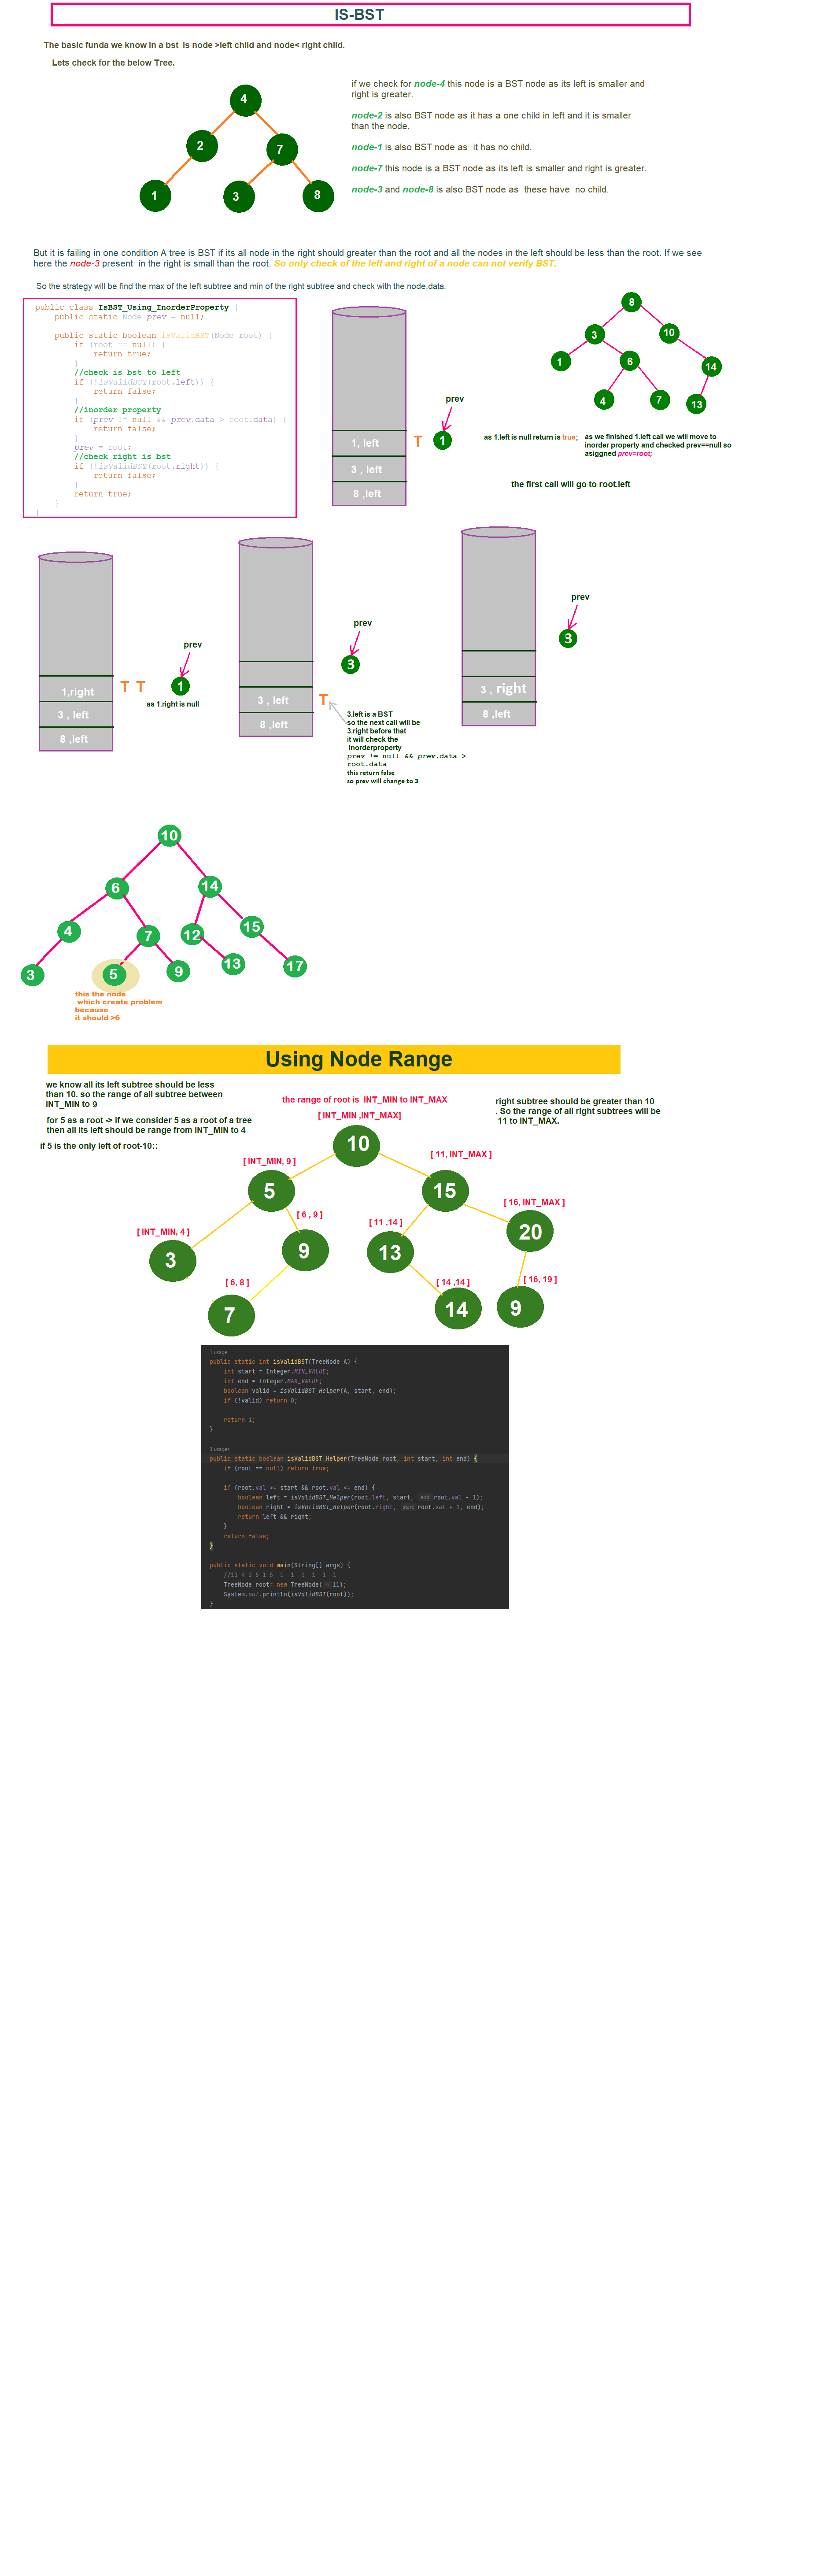 IS-BST
The basic funda we know in a bst is node >left child and node< right child.
Lets check for the below Tree.
4
2
7
1
3
8
if we check for node-4 this node is a BST node as its left is smaller and
right is greater.
node-2 is also BST node as it has a one child in left and it is smaller
than the node.
node-1 is also BST node as it has no child.
node-7 this node is a BST node as its left is smaller and right is greater.
node-3 and node-8 is also BST node as these have no child.
But it is failing in one condition A tree is BST if its all node in the right should greater than the root and all the nodes in the left should be less than the root. If we see
here the node-3 present in the right is small than the root. So only check of the left and right of a node can not verify BST.
So the strategy will be find the max of the left subtree and min of the right subtree and check with the node.data.
public class IsBST_Using_InorderProperty {
public static Node prev = null;
public static boolean isValidBST(Node root) {
if (root == null) {
return true;
}
//check is bst to left
if (!isValidBST(root.left)) {
return false;
}
//inorder property
if (prev != null && prev.data > root.data) {
return false;
}
prev = root;
//check right is bst
if (!isValidBST(root.right)) {
return false;
}
return true;
}
}
1, left
3 , left
8 ,left
T
prev
1
8
3
10
1
6
14
4
7
13
as 1.left is null return is true;
as we finished 1.left call we will move to
inorder property and checked prev==null so
asiggned prev=root;
the first call will go to root.left
1,right
3 , left
8 ,left
T T
prev
1
as 1.right is null
3 , left
8 ,left
T
prev
3
3.left is a BST
so the next call will be
3.right before that
it will check the
inorderproperty
prev != null && prev.data >
root.data
this return false
so prev will change to 3
3 , right
8 ,left
prev
3
10
6
14
4
7
12
15
3
5
9
13
17
this the node
which create problem
because
it should >6
Using Node Range
we know all its left subtree should be less
than 10. so the range of all subtree between
INT_MIN to 9
for 5 as a root -> if we consider 5 as a root of a tree
then all its left should be range from INT_MIN to 4
if 5 is the only left of root-10::
the range of root is INT_MIN to INT_MAX
[ INT_MIN ,INT_MAX]
right subtree should be greater than 10
. So the range of all right subtrees will be
11 to INT_MAX.
10
[ INT_MIN, 9 ]
[ 11, INT_MAX ]
5
15
[ INT_MIN, 4 ]
[ 6 , 9 ]
[ 11 ,14 ]
[ 16, INT_MAX ]
3
9
13
20
[ 6, 8 ]
[ 14 ,14 ]
[ 16, 19 ]
7
14
9
1 usage
public static int isValidBST(TreeNode A) {
int start = Integer.MIN_VALUE;
int end = Integer.MAX_VALUE;
boolean valid = isValidBST_Helper(A, start, end);
if (!valid) return 0;
return 1;
}
3 usages
public static boolean isValidBST_Helper(TreeNode root, int start, int end) {
if (root == null) return true;
if (root.val >= start && root.val <= end) {
boolean left = isValidBST_Helper(root.left, start, end: root.val - 1);
boolean right = isValidBST_Helper(root.right, start: root.val + 1, end);
return left && right;
}
return false;
}
public static void main(String[] args) {
//11 4 2 5 1 5 -1 -1 -1 -1 -1 -1
TreeNode root= new TreeNode( x: 11);
System.out.println(isValidBST(root));
}